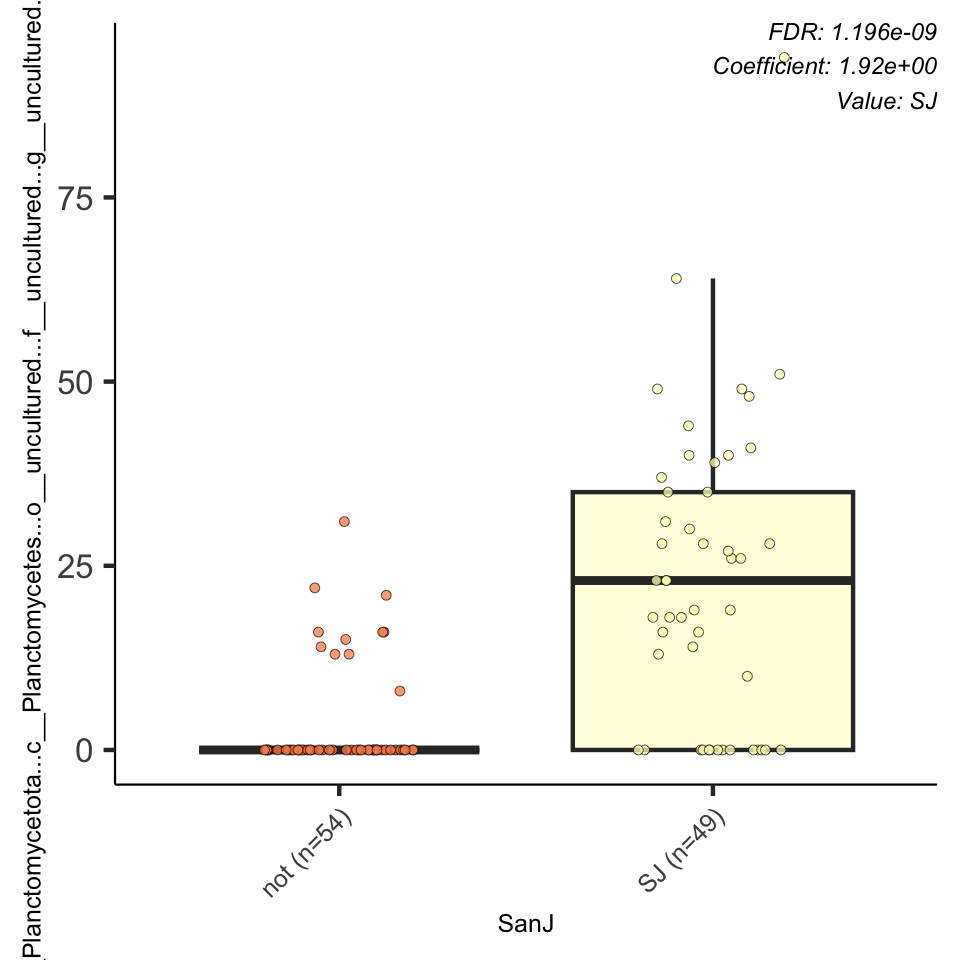 FDR: 1.196e-09
Coefficient: 1.92e+00
Value: SJ
Planctomycetota...c__Planctomycetes...o__uncultured...f__uncultured...g__uncultured.
75
50
25
0
not (n=54)
SJ (n=49)
SanJ